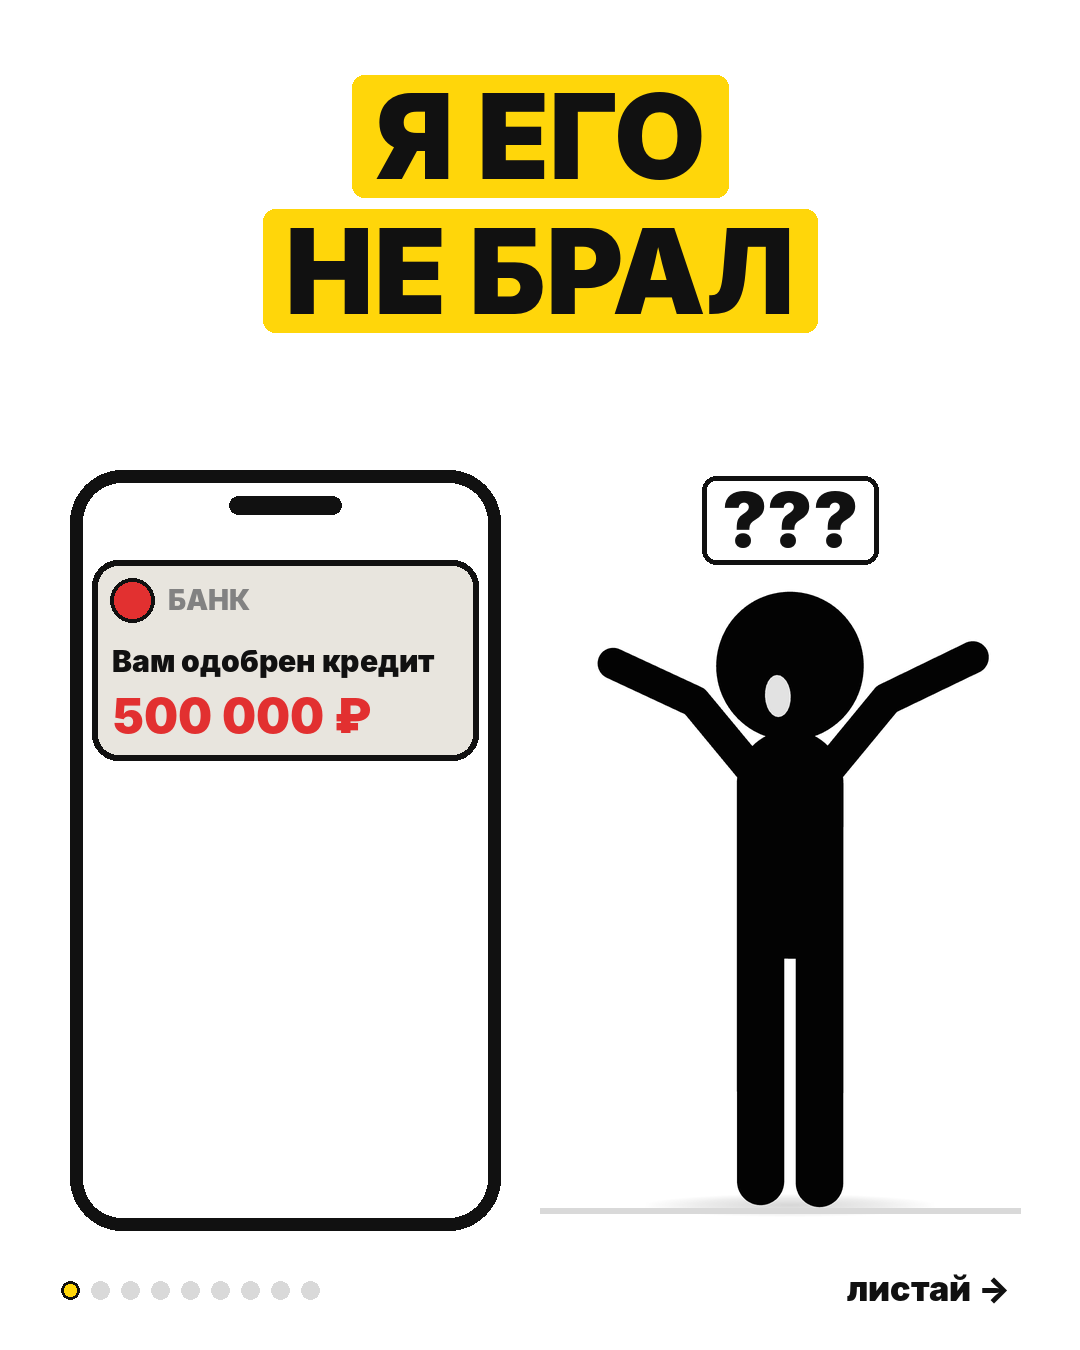 Я ЕГО
НЕ БРАЛ
БАНК
Вам одобрен кредит
500 000 ₽
???
листай →